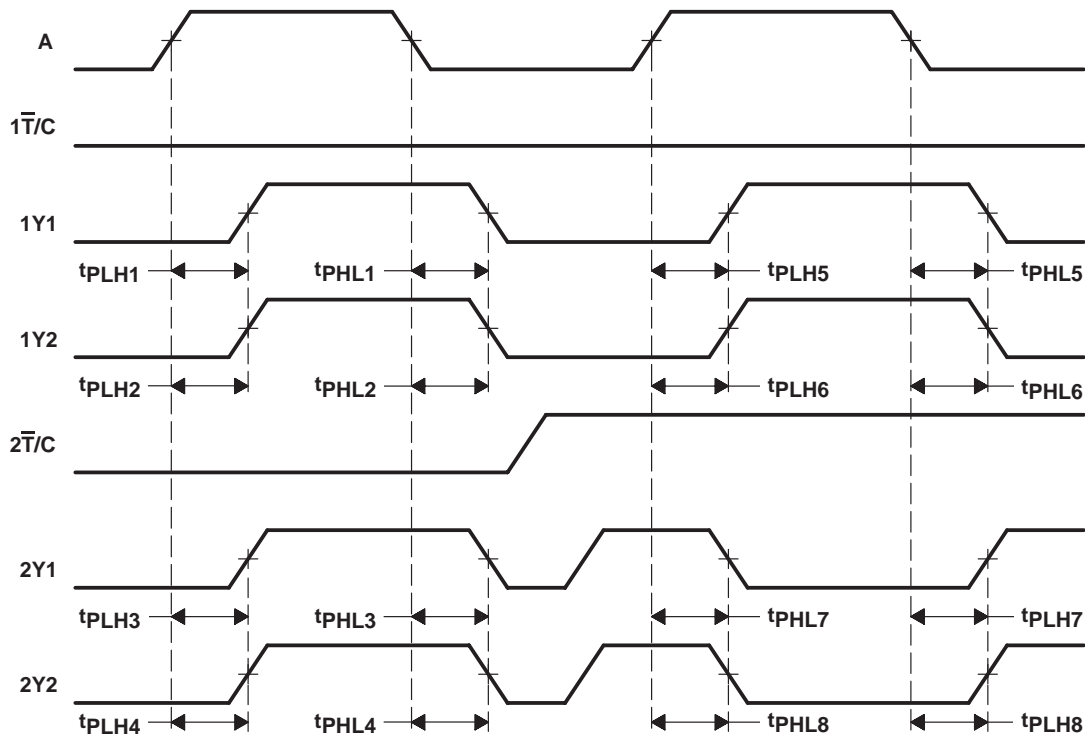 A
1T̅/C
1Y1
tPLH1 tPHL1 tPLH5 tPHL5
1Y2
tPLH2 tPHL2 tPLH6 tPHL6
2T̅/C
2Y1
tPLH3 tPHL3 tPHL7 tPLH7
2Y2
tPLH4 tPHL4 tPHL8 tPLH8